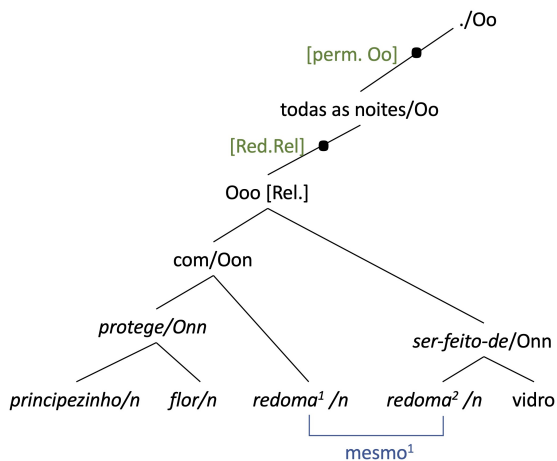 ./Oo
[perm. Oo]
todas as noites/Oo
[Red.Rel]
Ooo [Rel.]
com/Oon
protege/Onn
ser-feito-de/Onn
principezinho/n flor/n redoma¹ /n redoma² /n vidro
mesmo¹